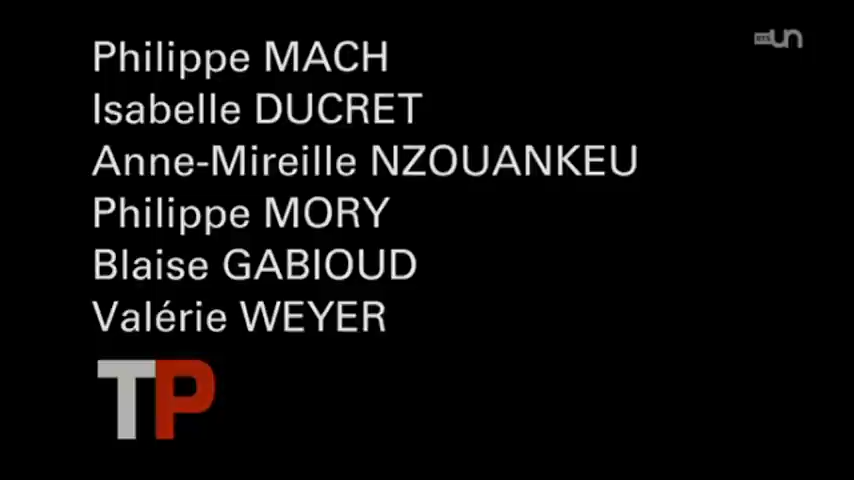 RTS un
Philippe MACH
Isabelle DUCRET
Anne-Mireille NZOUANKEU
Philippe MORY
Blaise GABIOUD
Valérie WEYER
TP